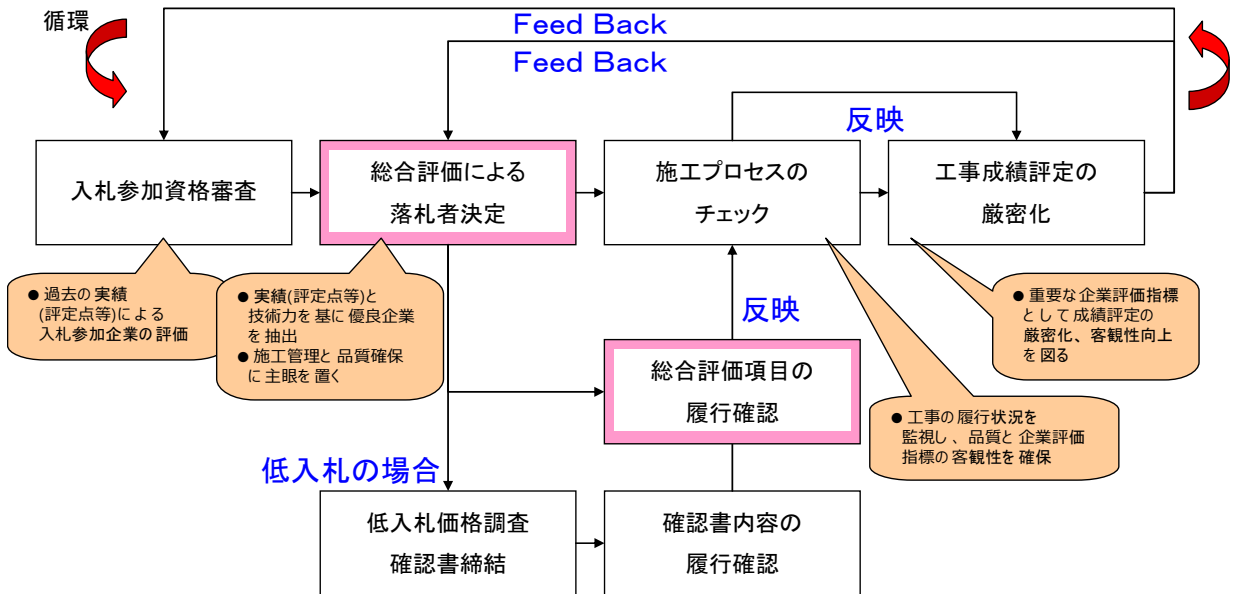 循環
Feed Back
Feed Back
反映
入札参加資格審査
総合評価による
落札者決定
施工プロセスの
チェック
工事成績評定の
厳密化
● 過去の実績
(評定点等)による
入札参加企業の評価
● 実績(評定点等)と
技術力を基に優良企業
を抽出
● 施工管理と品質確保
に主眼を置く
反映
● 重要な企業評価指標
として成績評定の
厳密化、客観性向上
を図る
総合評価項目の
履行確認
● 工事の履行状況を
監視し、品質と企業評価
指標の客観性を確保
低入札の場合
低入札価格調査
確認書締結
確認書内容の
履行確認